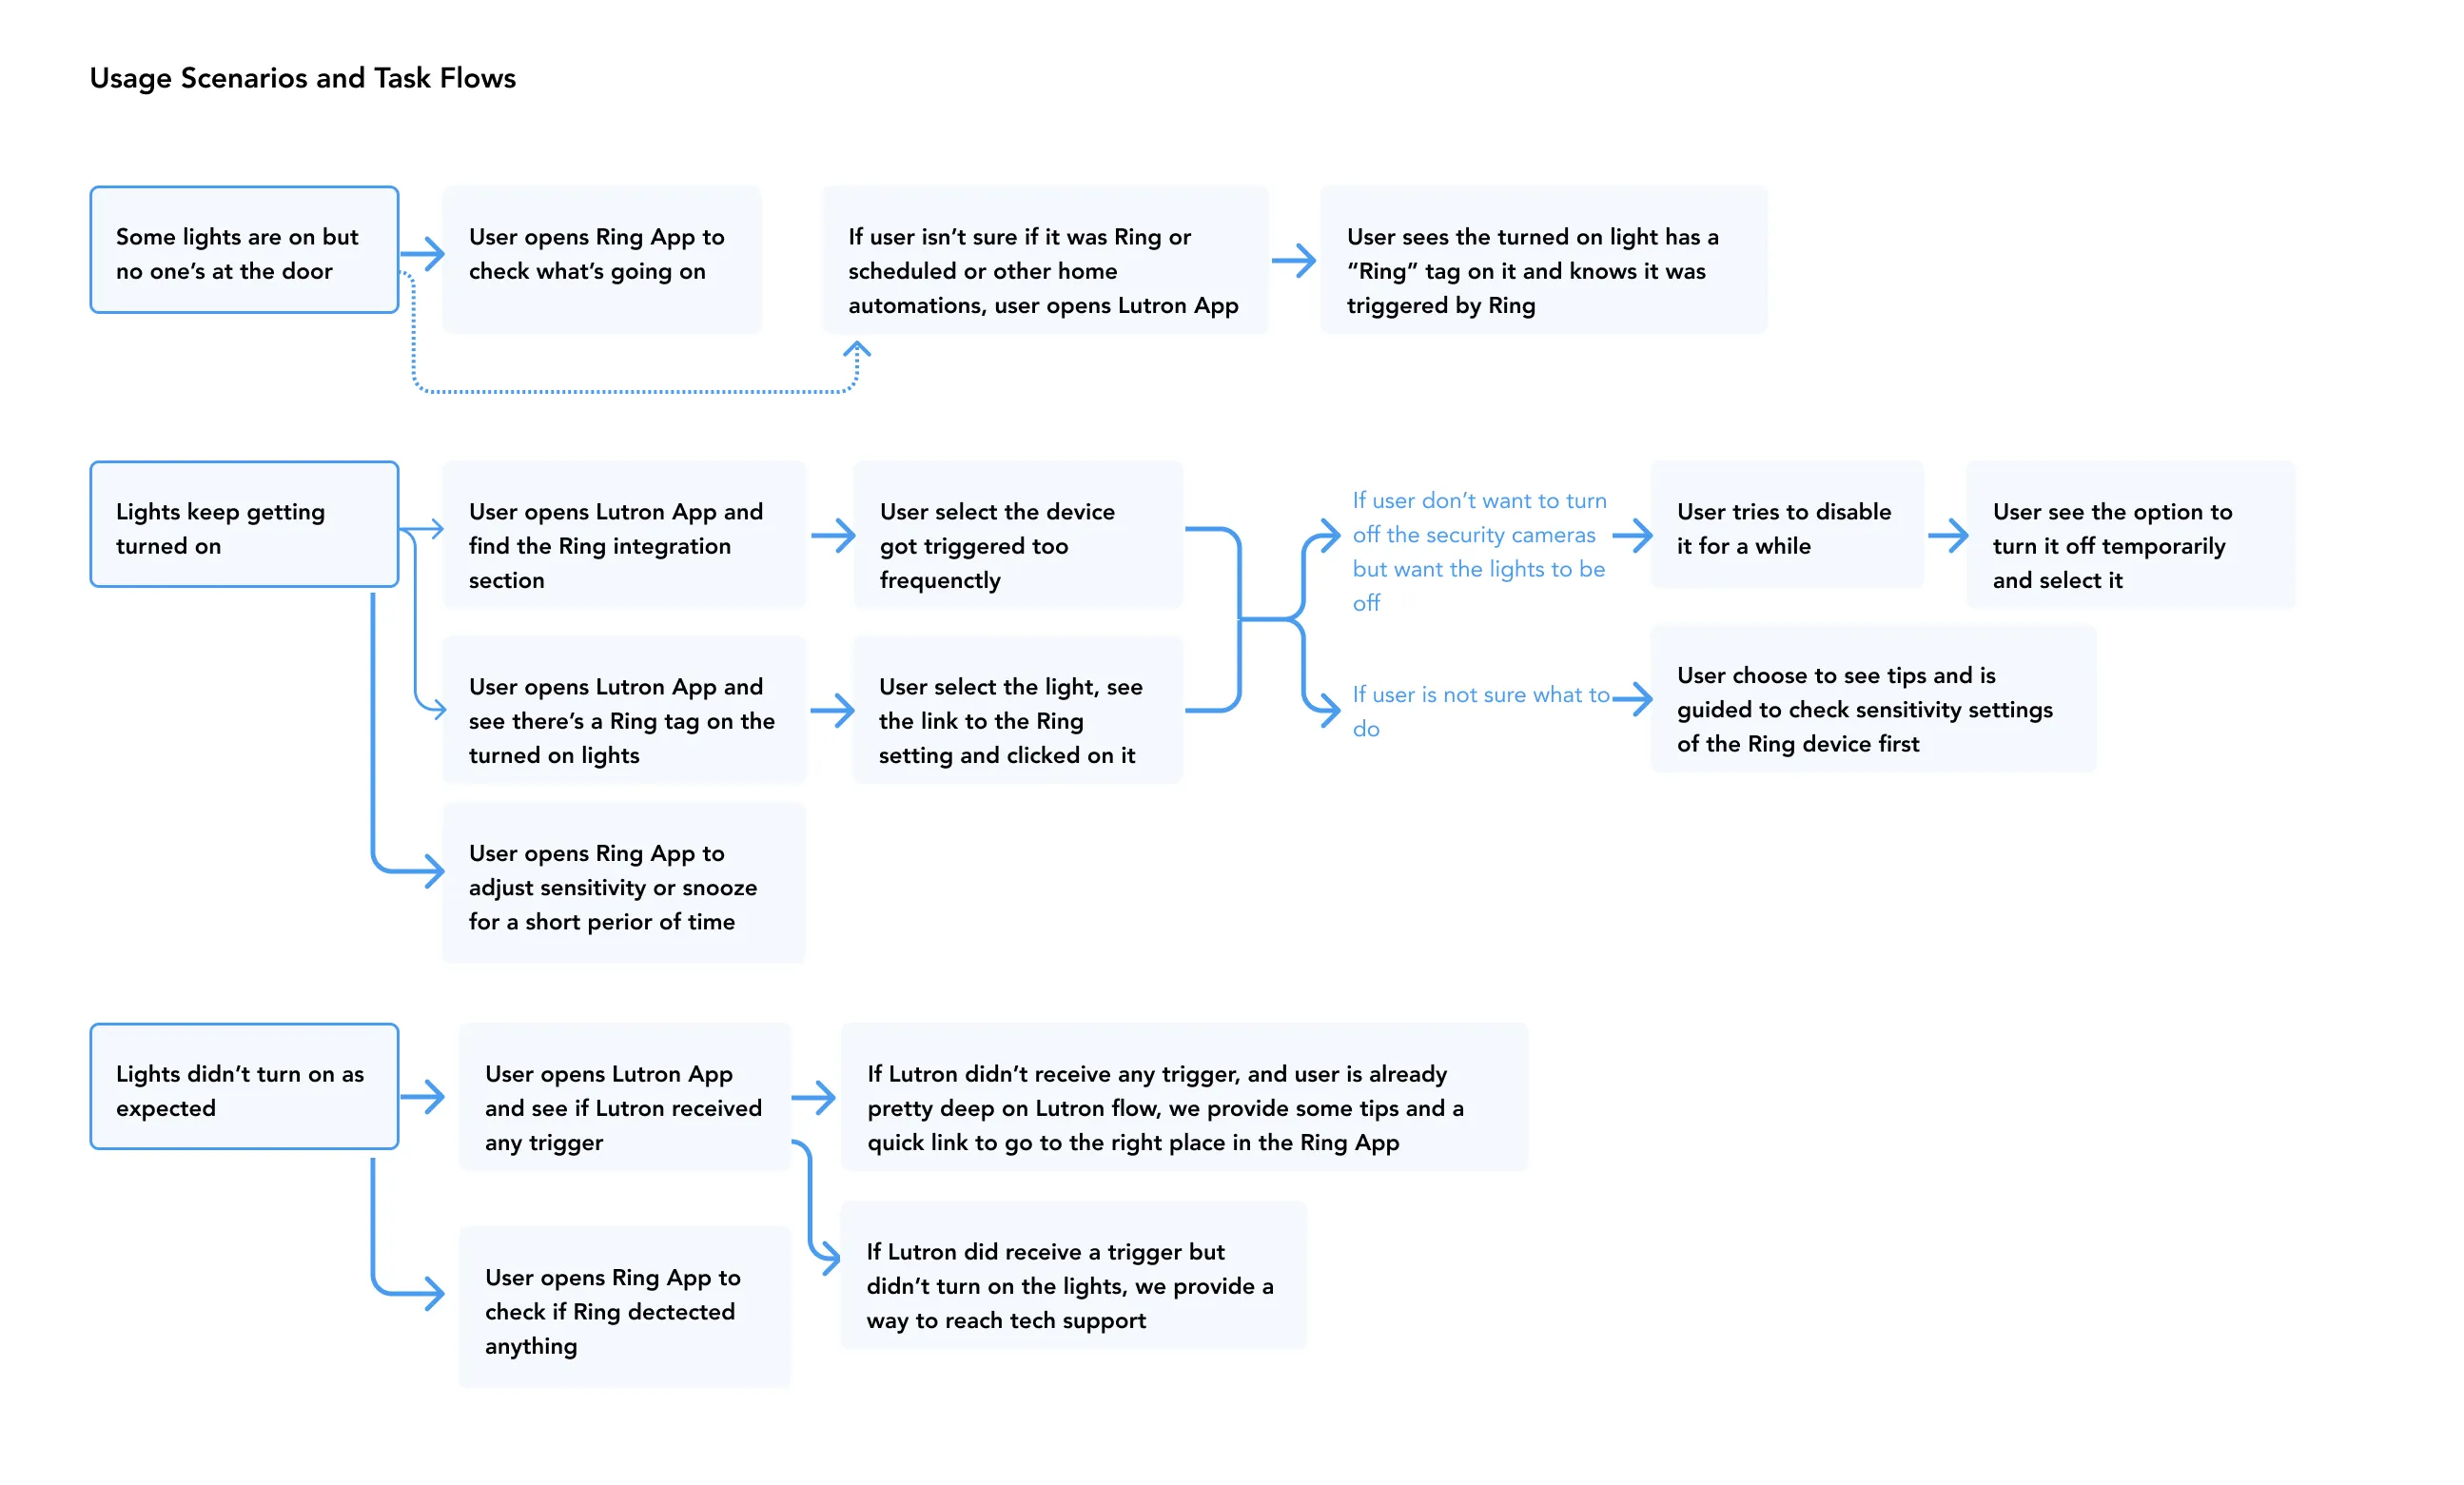 Usage Scenarios and Task Flows
Some lights are on but
no one’s at the door
User opens Ring App to
check what’s going on
If user isn’t sure if it was Ring or
scheduled or other home
automations, user opens Lutron App
User sees the turned on light has a
“Ring” tag on it and knows it was
triggered by Ring
Lights keep getting
turned on
User opens Lutron App and
find the Ring integration
section
User select the device
got triggered too
frequenctly
User opens Lutron App and
see there’s a Ring tag on the
turned on lights
User select the light, see
the link to the Ring
setting and clicked on it
If user don’t want to turn
off the security cameras
but want the lights to be
off
User tries to disable
it for a while
User see the option to
turn it off temporarily
and select it
If user is not sure what to
do
User choose to see tips and is
guided to check sensitivity settings
of the Ring device first
User opens Ring App to
adjust sensitivity or snooze
for a short perior of time
Lights didn’t turn on as
expected
User opens Lutron App
and see if Lutron received
any trigger
If Lutron didn’t receive any trigger, and user is already
pretty deep on Lutron flow, we provide some tips and a
quick link to go to the right place in the Ring App
If Lutron did receive a trigger but
didn’t turn on the lights, we provide a
way to reach tech support
User opens Ring App to
check if Ring dectected
anything